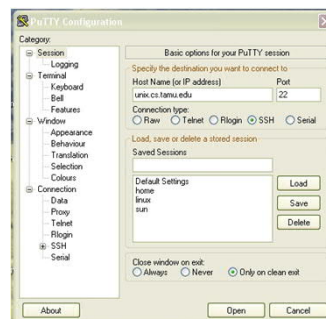 PuTTY Configuration
Category:
Session
Logging
Terminal
Keyboard
Bell
Features
Window
Appearance
Behaviour
Translation
Selection
Colours
Connection
Data
Proxy
Telnet
Rlogin
SSH
Serial
Basic options for your PuTTY session
Specify the destination you want to connect to
Host Name (or IP address) Port
unix.cs.tamu.edu 22
Connection type:
Raw Telnet Rlogin SSH Serial
Load, save or delete a stored session
Saved Sessions
Default Settings
home
linux
sun
Load
Save
Delete
Close window on exit:
Always Never Only on clean exit
About Open Cancel